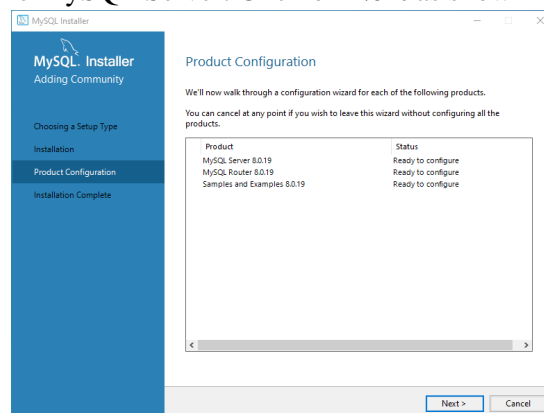 MySQL Installer
MySQL. Installer
Adding Community
Choosing a Setup Type
Installation
Product Configuration
Installation Complete
Product Configuration
We'll now walk through a configuration wizard for each of the following products.
You can cancel at any point if you wish to leave this wizard without configuring all the
products.
Product Status
MySQL Server 8.0.19 Ready to configure
MySQL Router 8.0.19 Ready to configure
Samples and Examples 8.0.19 Ready to configure
Next > Cancel